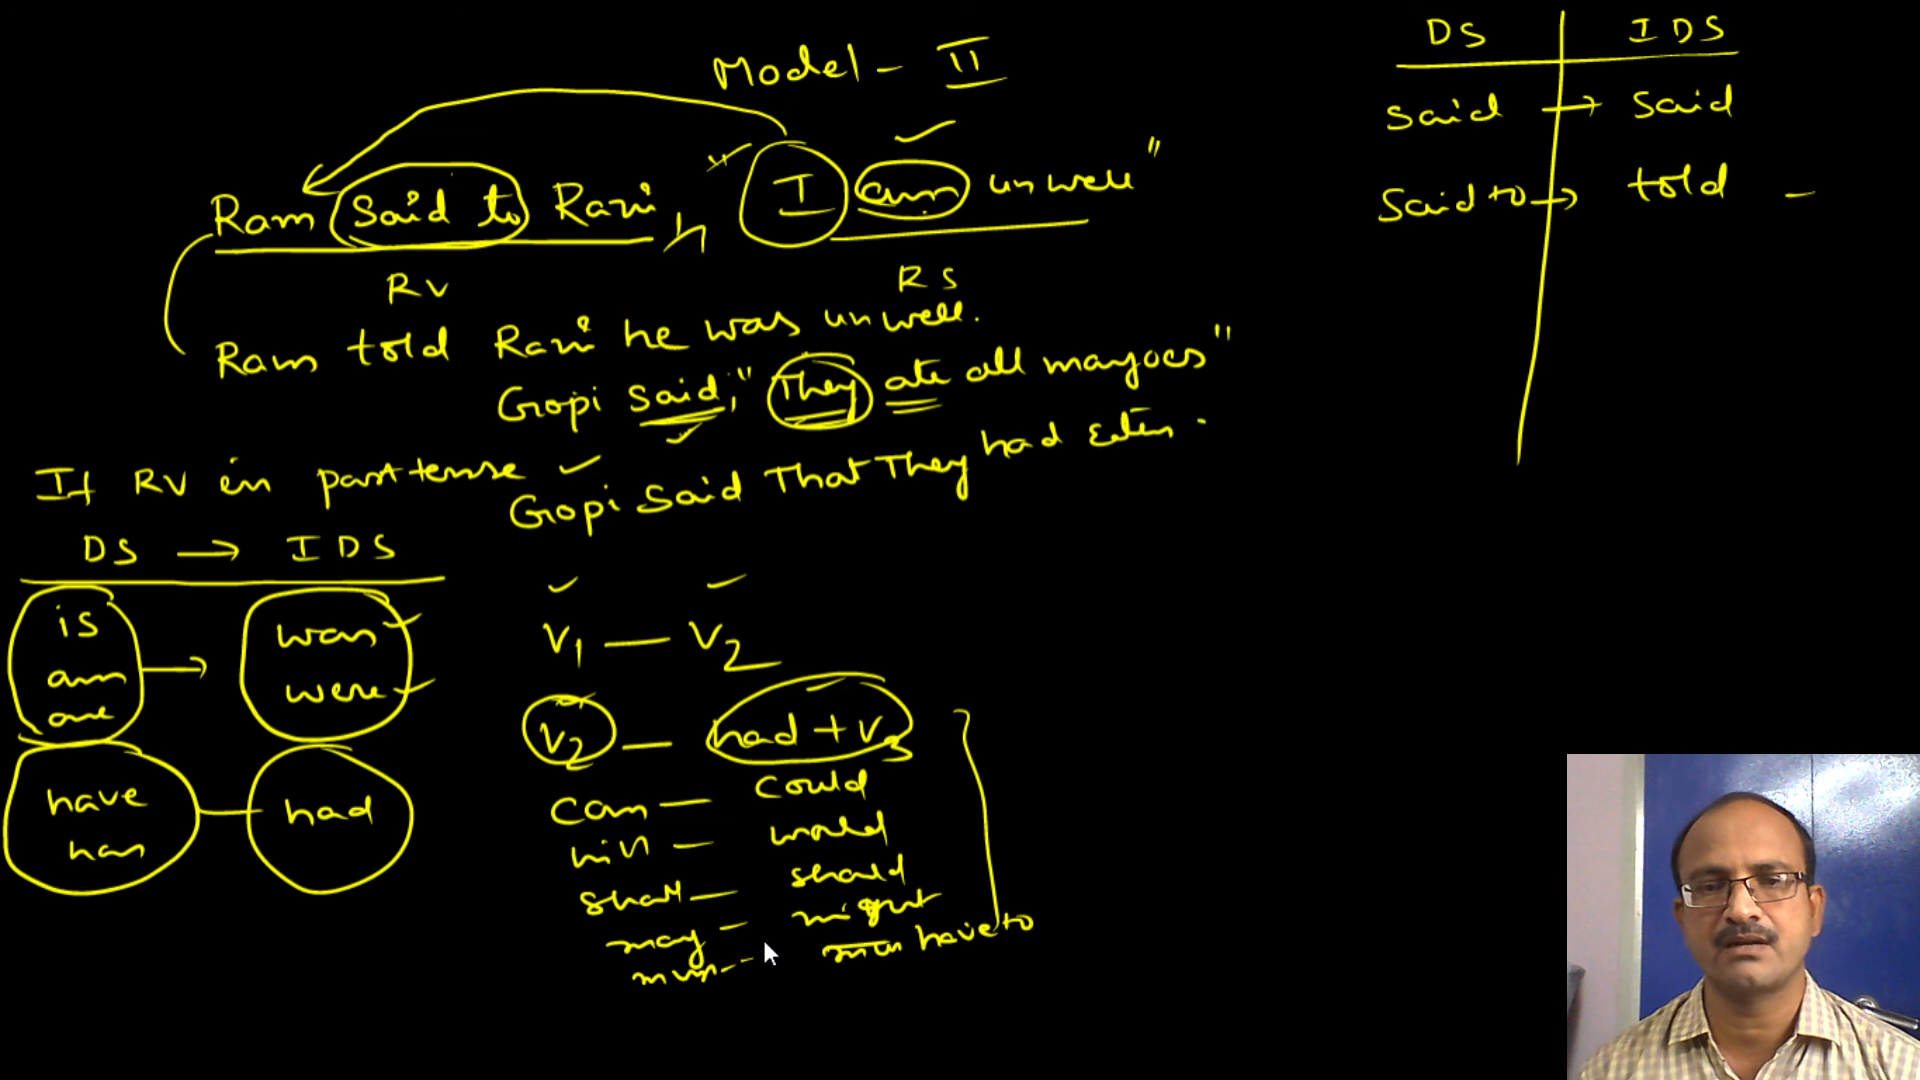 Model - II
Ram said to Ravi, "I am unwell"
RV RS
Ram told Ravi he was unwell.
Gopi said, "They ate all mangoes"
Gopi said that they had eaten.
If RV in past tense
DS → IDS
is
am → was
are were
have
has — had
V1 — V2
V2 — had + V3
can — could
will — would
shall — should
may — might
must -- have to
DS IDS
said → said
said to → told -